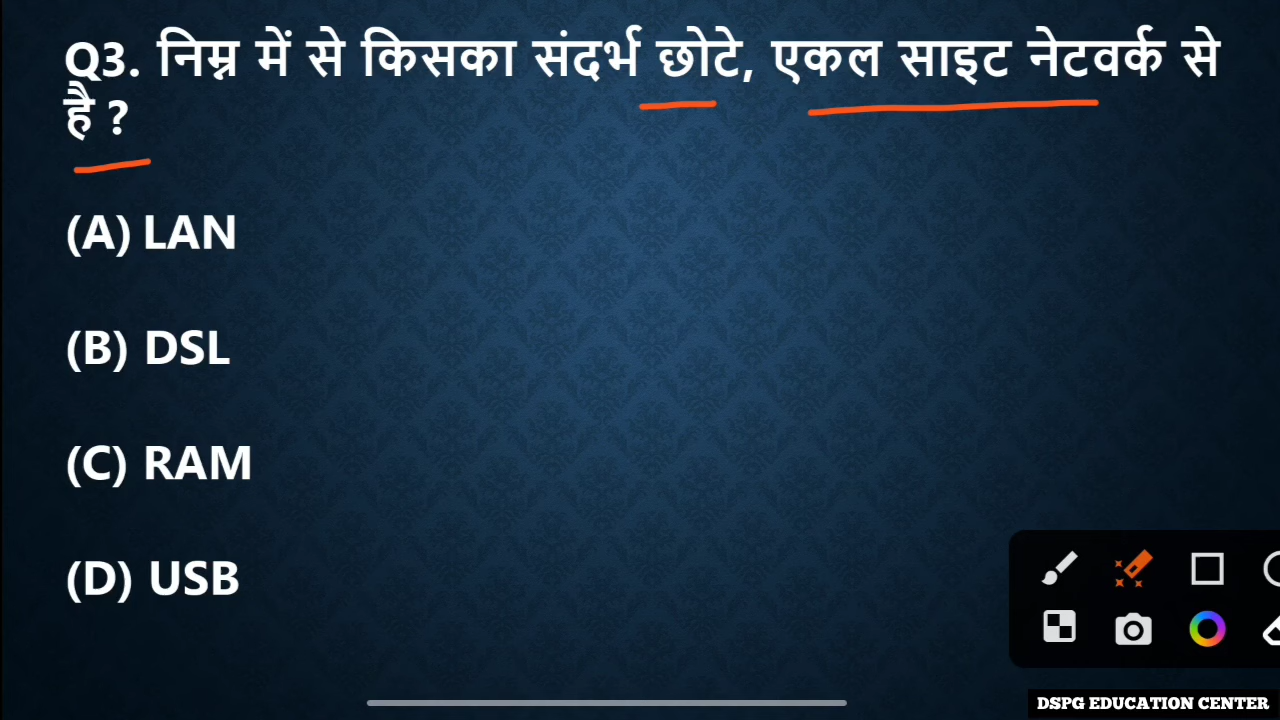 Q3. निम्न में से किसका संदर्भ छोटे, एकल साइट नेटवर्क से
है ?
(A) LAN
(B) DSL
(C) RAM
(D) USB
DSPG EDUCATION CENTER